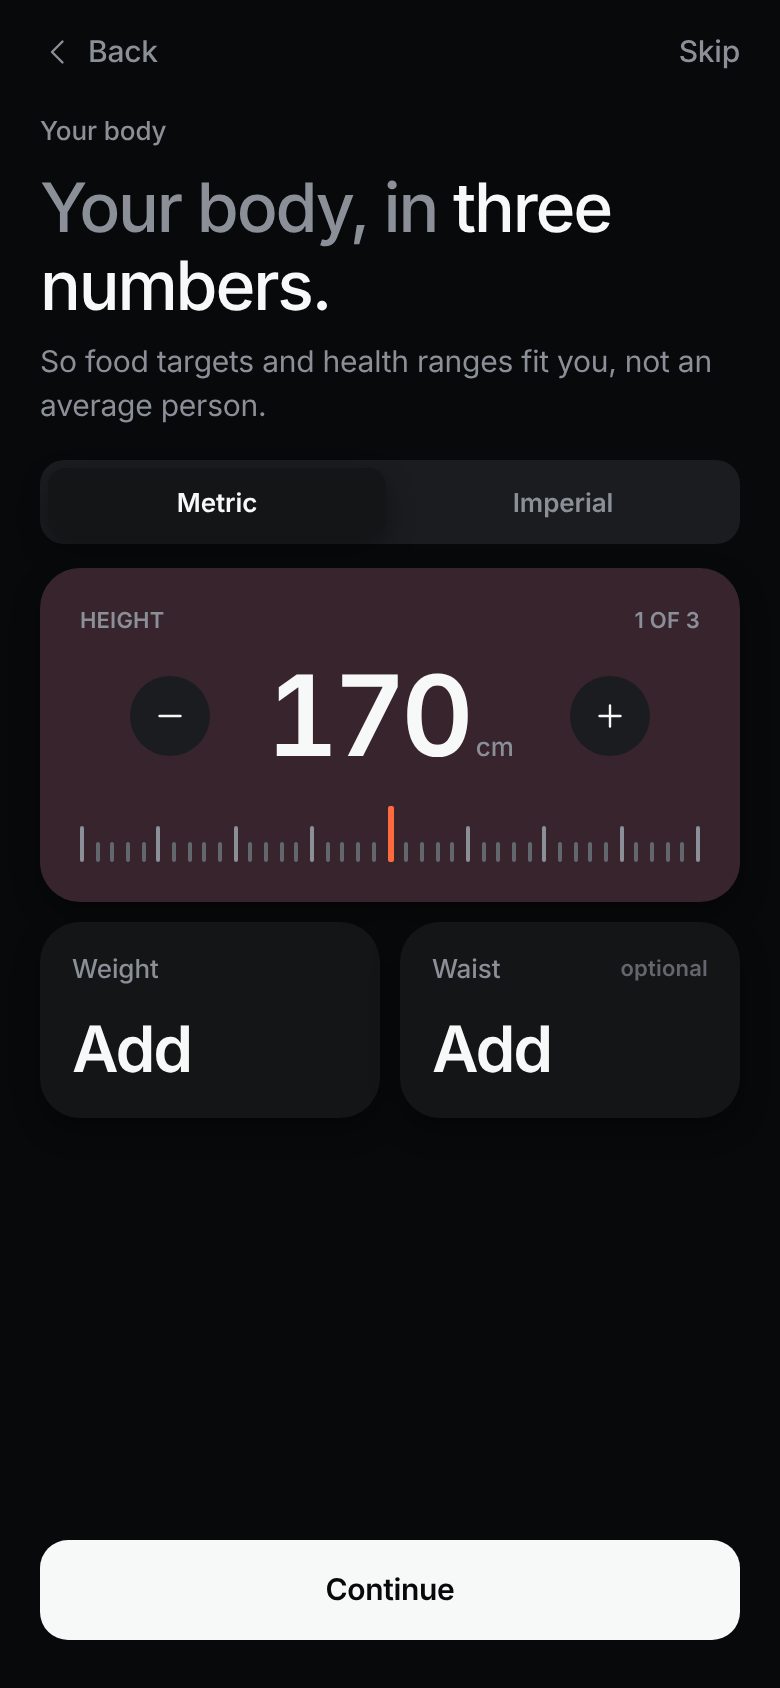 Back
Skip
Your body
Your body, in three
numbers.
So food targets and health ranges fit you, not an
average person.
Metric
Imperial
HEIGHT
1 OF 3
170 cm
Weight
Add
Waist
optional
Add
Continue